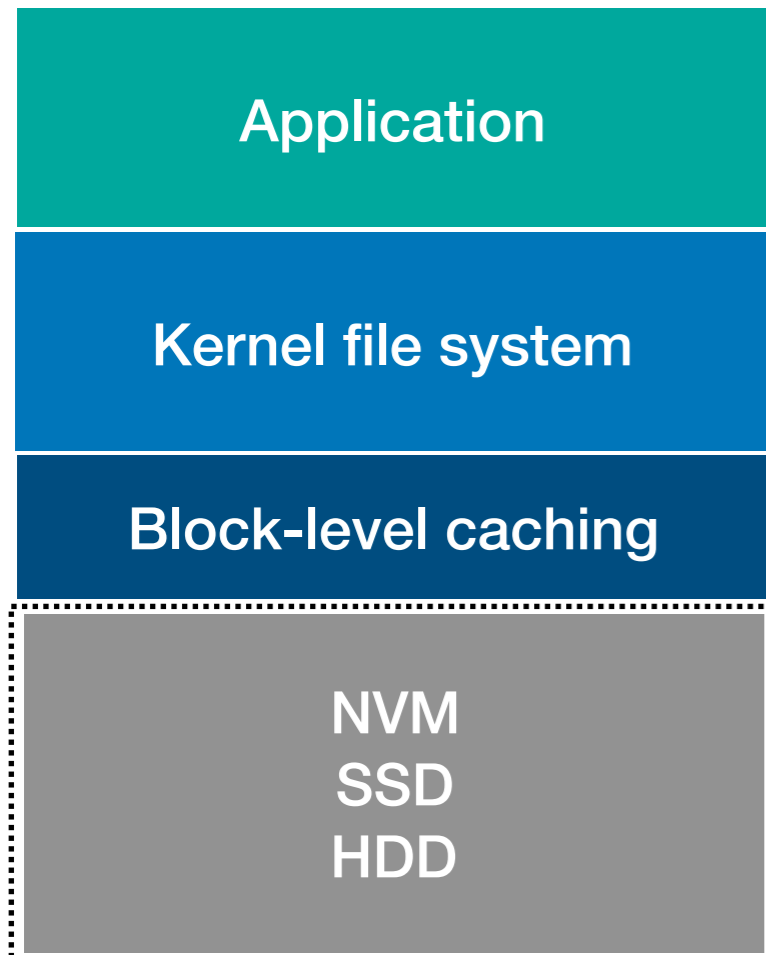 Application
Kernel file system
Block-level caching
NVM
SSD
HDD